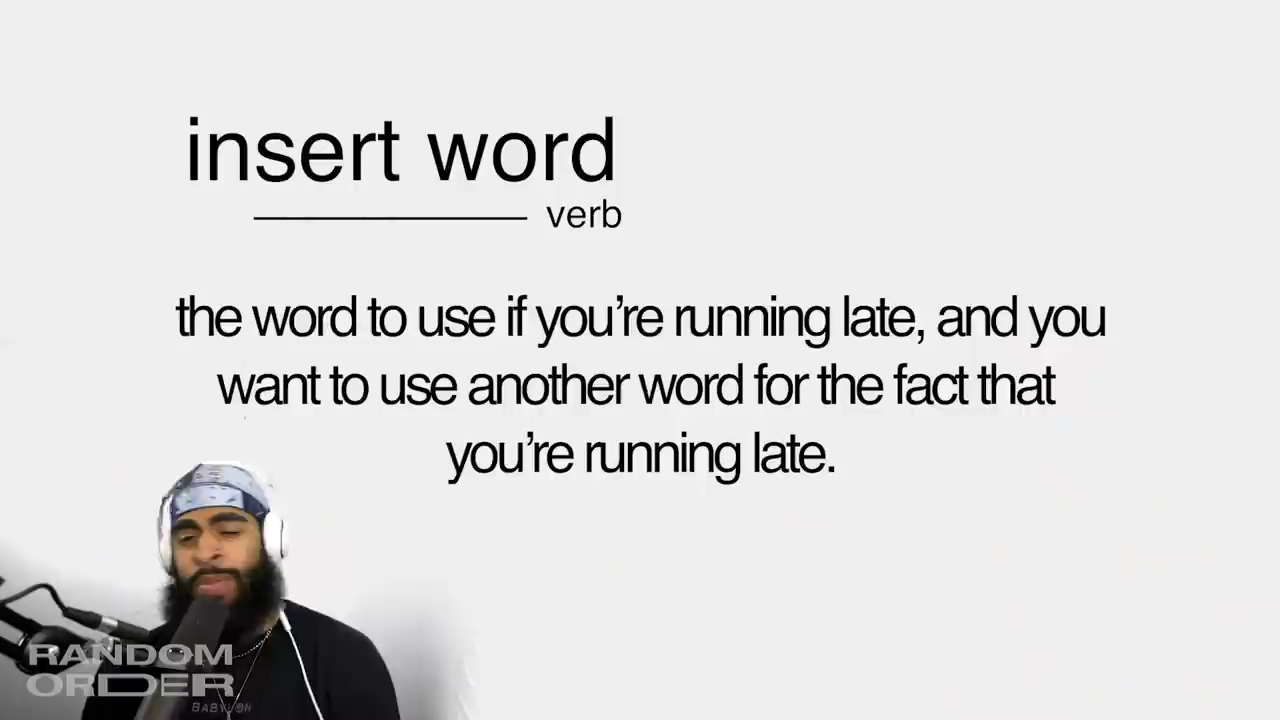 insert word
verb
the word to use if you’re running late, and you
want to use another word for the fact that
you’re running late.
RANDOM
ORDER
BABYLON